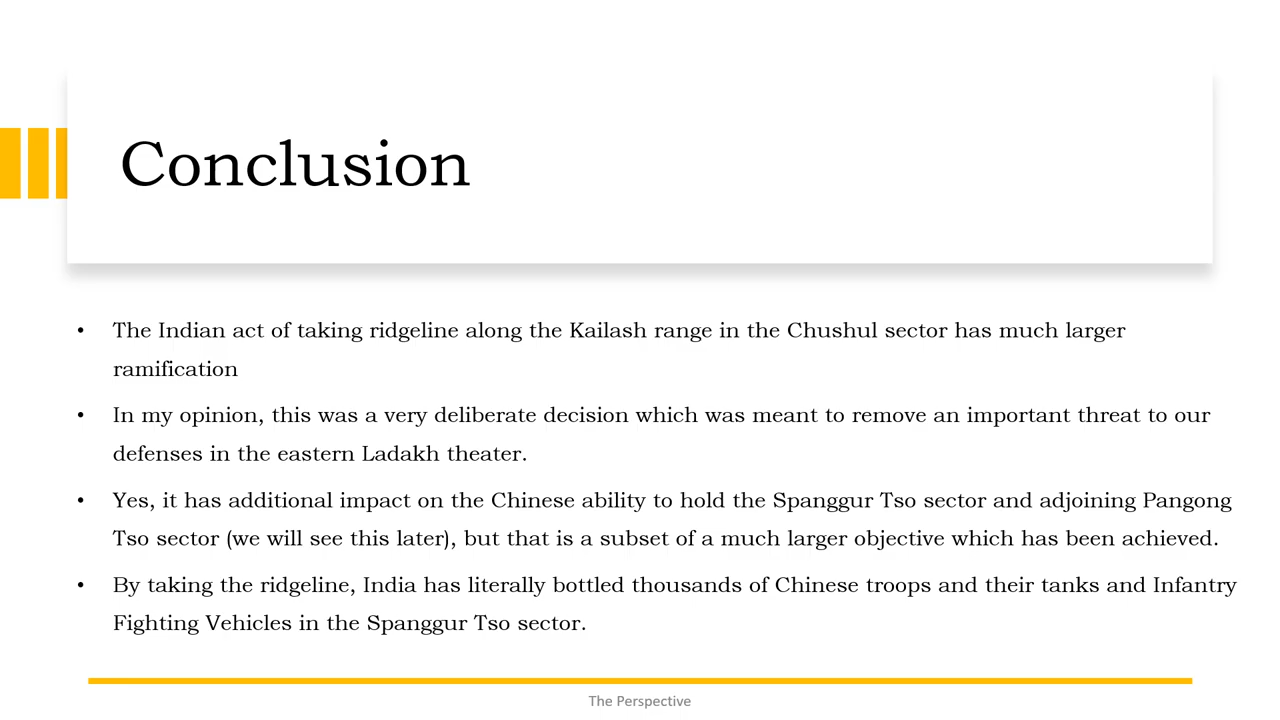 Conclusion
• The Indian act of taking ridgeline along the Kailash range in the Chushul sector has much larger
ramification
• In my opinion, this was a very deliberate decision which was meant to remove an important threat to our
defenses in the eastern Ladakh theater.
• Yes, it has additional impact on the Chinese ability to hold the Spanggur Tso sector and adjoining Pangong
Tso sector (we will see this later), but that is a subset of a much larger objective which has been achieved.
• By taking the ridgeline, India has literally bottled thousands of Chinese troops and their tanks and Infantry
Fighting Vehicles in the Spanggur Tso sector.
The Perspective